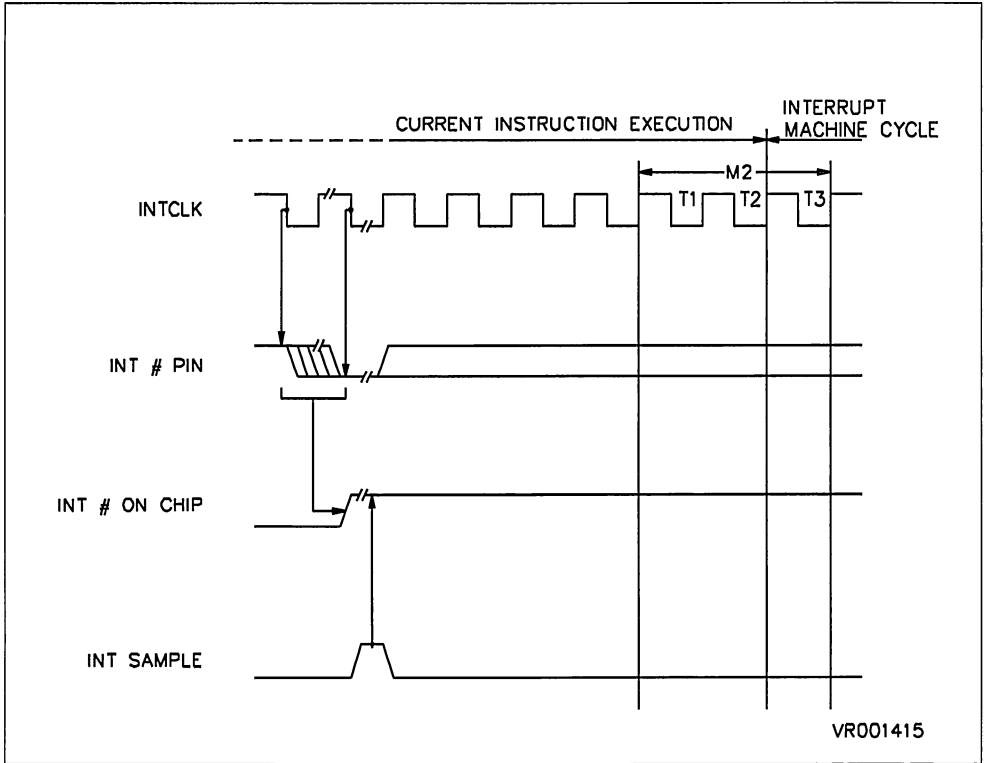 CURRENT INSTRUCTION EXECUTION
INTERRUPT
MACHINE CYCLE
M2
INTCLK
T1
T2
T3
INT # PIN
INT # ON CHIP
INT SAMPLE
VR001415